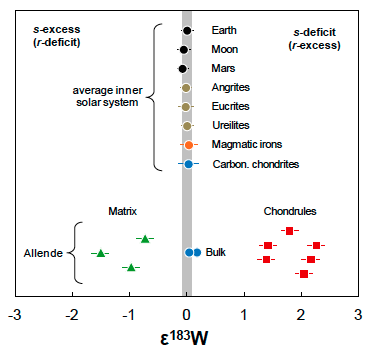 s-excess
(r-deficit)
s-deficit
(r-excess)
Earth
Moon
Mars
average inner
solar system
Angrites
Eucrites
Ureilites
Magmatic irons
Carbon. chondrites
Matrix
Chondrules
Allende
Bulk
-3 -2 -1 0 1 2 3
ε183W